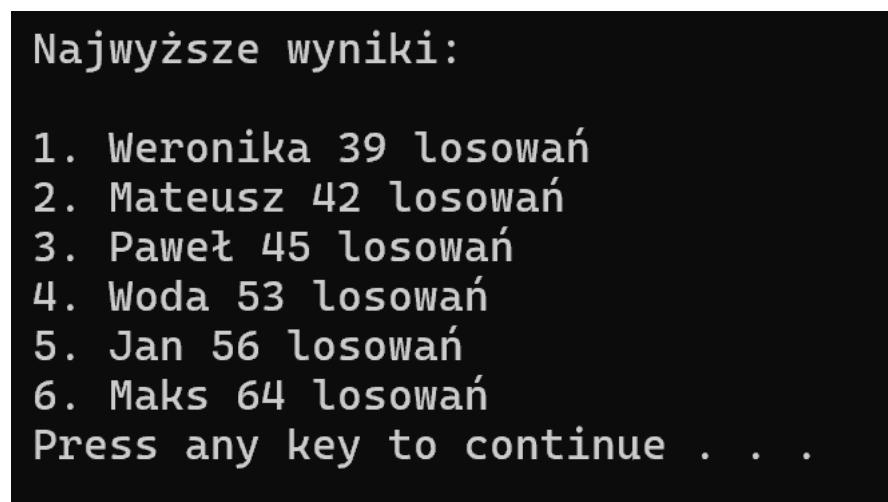 Najwyższe wyniki:
1. Weronika 39 losowań
2. Mateusz 42 losowań
3. Paweł 45 losowań
4. Woda 53 losowań
5. Jan 56 losowań
6. Maks 64 losowań
Press any key to continue . . .